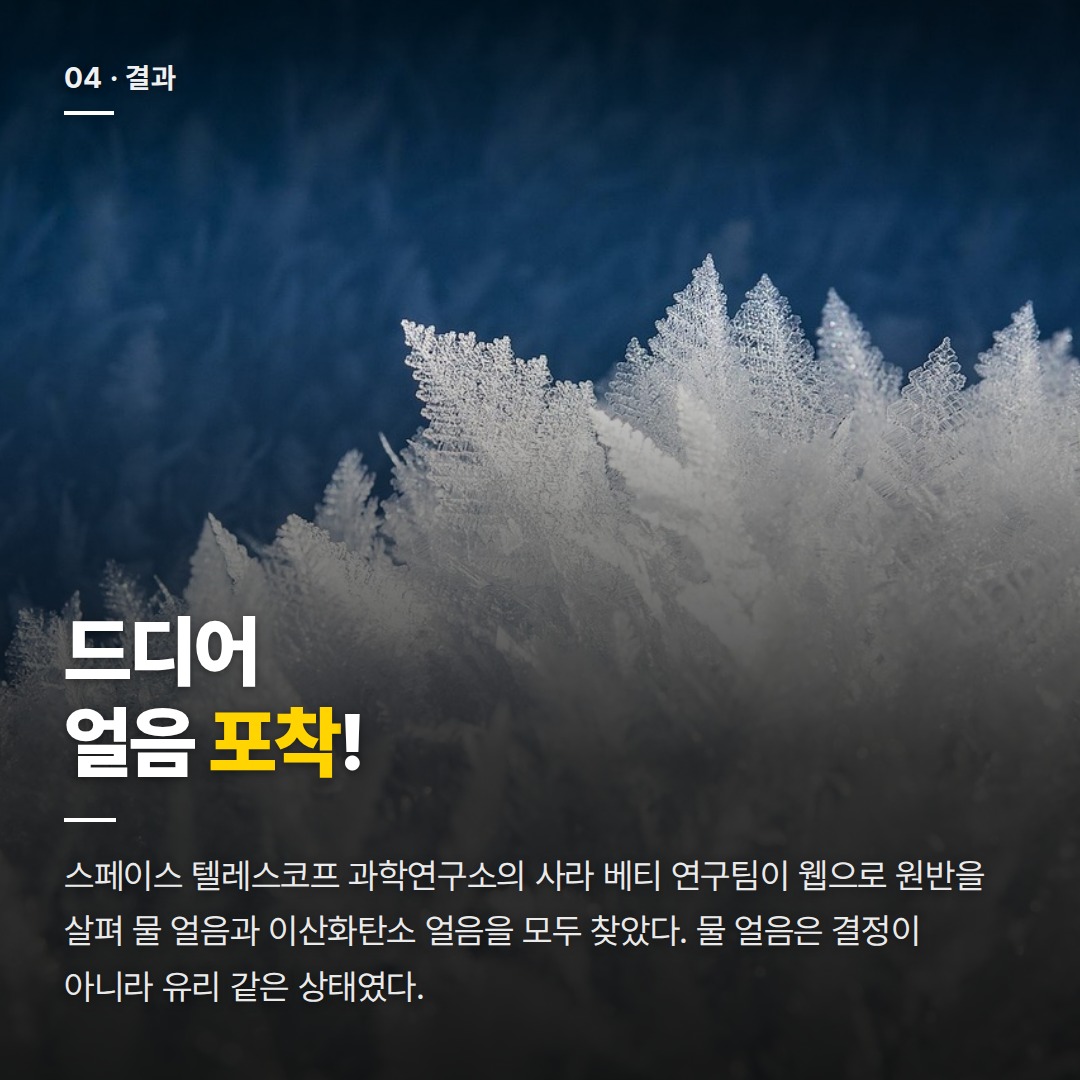 04 · 결과
드디어
얼음 포착!
스페이스 텔레스코프 과학연구소의 사라 베티 연구팀이 웹으로 원반을
살펴 물 얼음과 이산화탄소 얼음을 모두 찾았다. 물 얼음은 결정이
아니라 유리 같은 상태였다.